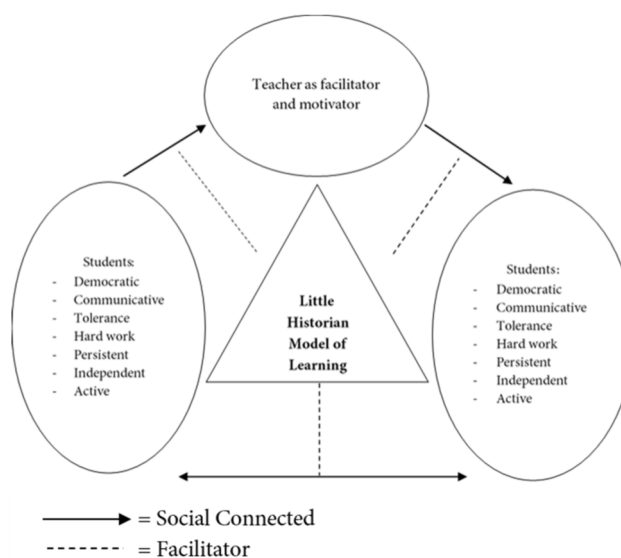 Teacher as facilitator
and motivator
Students:
- Democratic
- Communicative
- Tolerance
- Hard work
- Persistent
- Independent
- Active
Little
Historian
Model of
Learning
Students:
- Democratic
- Communicative
- Tolerance
- Hard work
- Persistent
- Independent
- Active
= Social Connected
= Facilitator